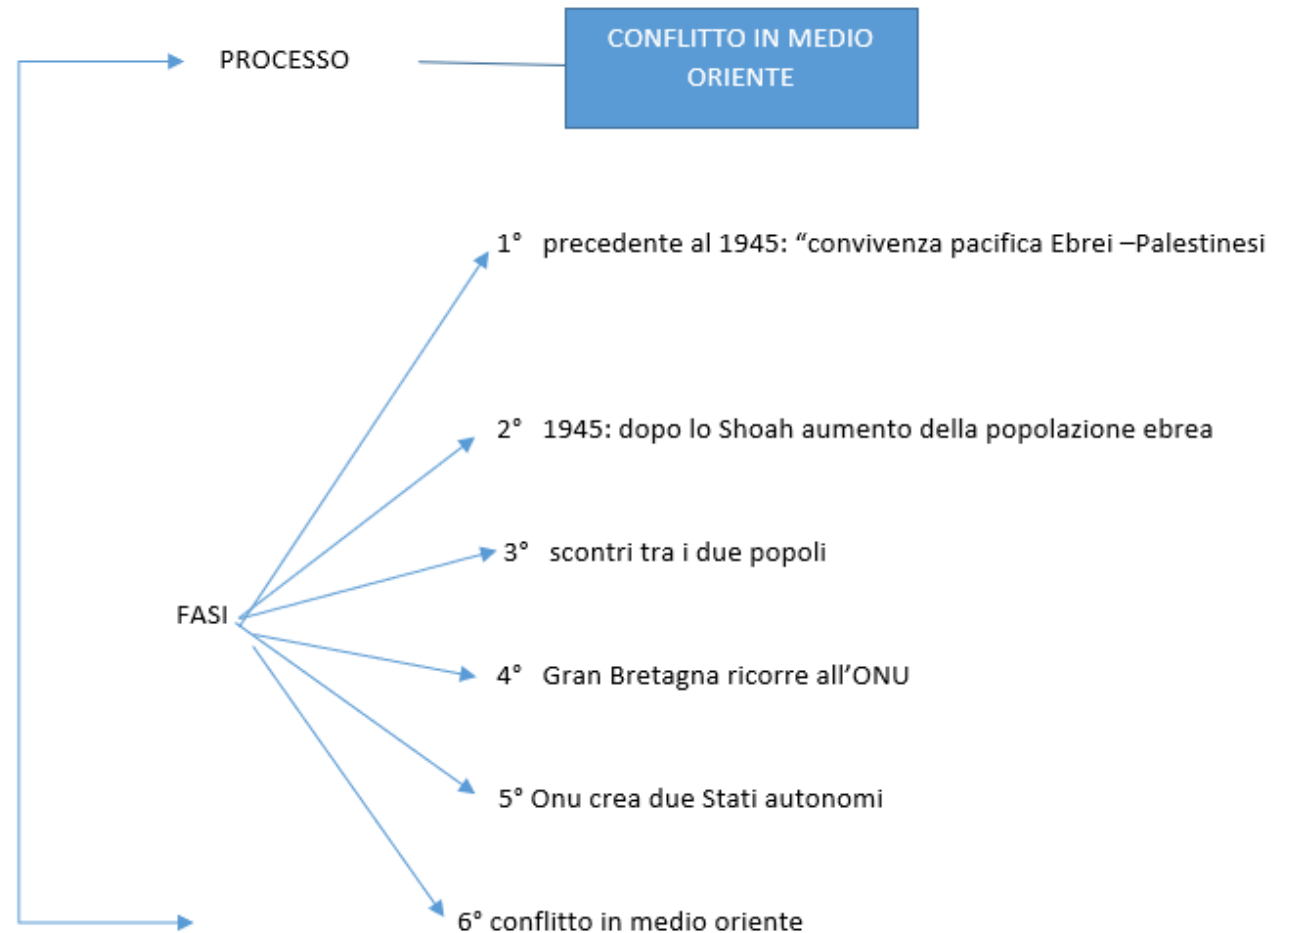 PROCESSO
CONFLITTO IN MEDIO
ORIENTE
1° precedente al 1945: “convivenza pacifica Ebrei –Palestinesi
2° 1945: dopo lo Shoah aumento della popolazione ebrea
3° scontri tra i due popoli
FASI
4° Gran Bretagna ricorre all’ONU
5° Onu crea due Stati autonomi
6° conflitto in medio oriente